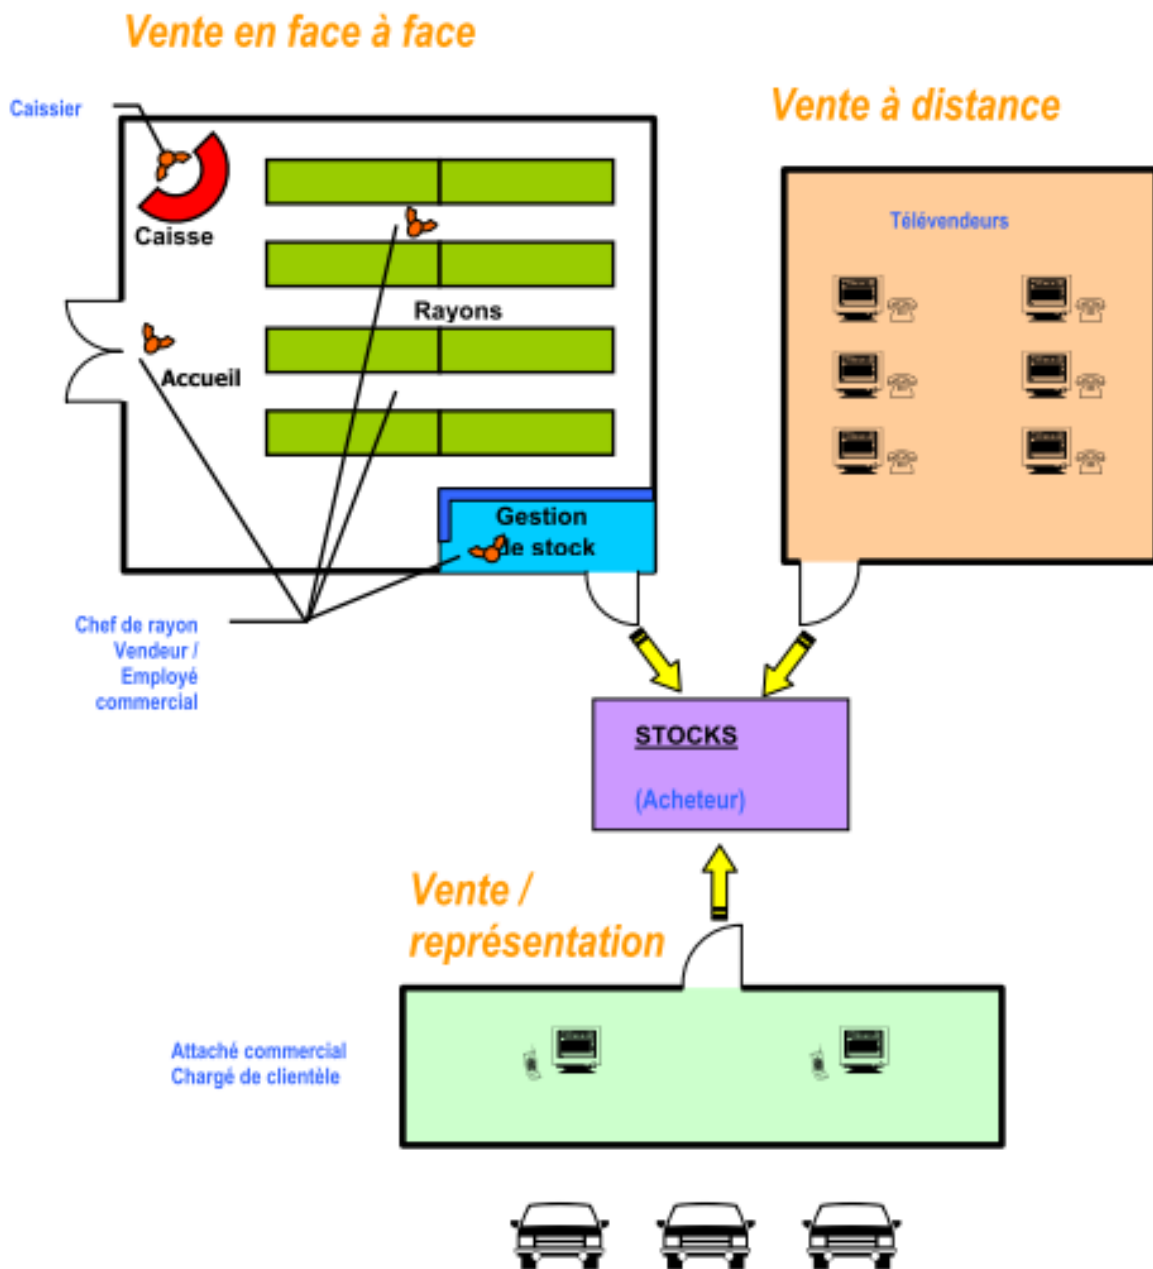 Vente en face à face
Caissier
Vente à distance
Caisse
Télévendeurs
Rayons
Accueil
Gestion
de stock
Chef de rayon
Vendeur /
Employé
commercial
STOCKS
(Acheteur)
Vente /
représentation
Attaché commercial
Chargé de clientèle